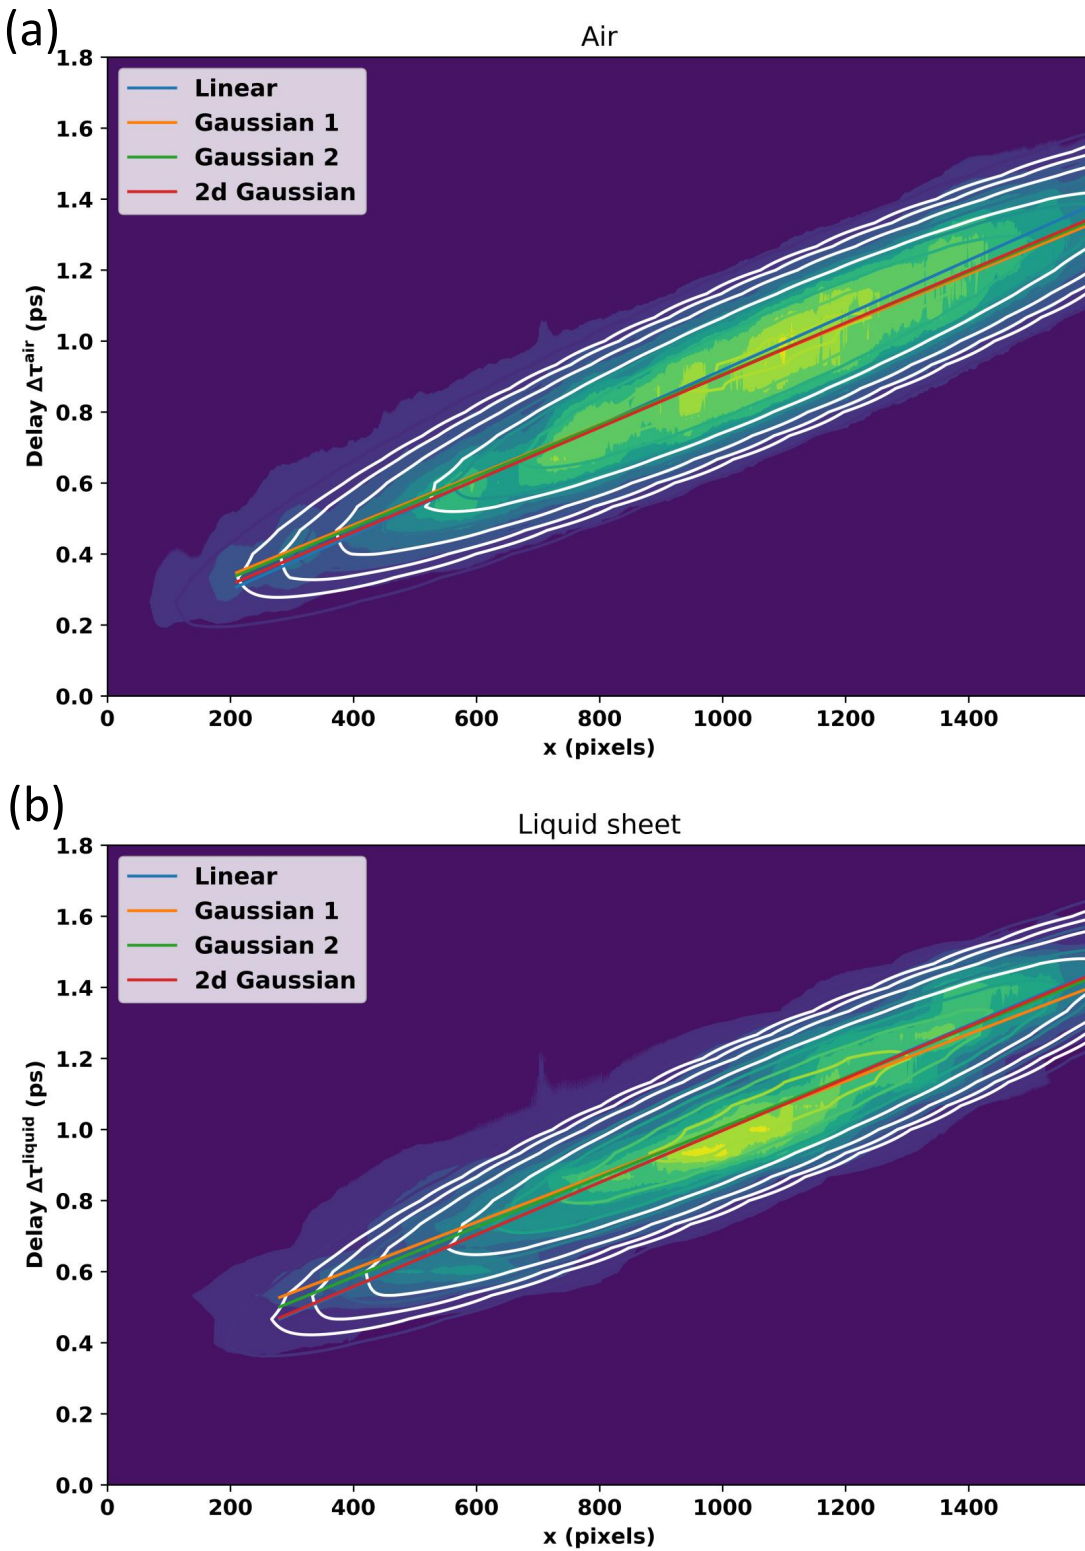 (a)
Air
Linear
Gaussian 1
Gaussian 2
2d Gaussian
1.8
1.6
1.4
1.2
1.0
0.8
0.6
0.4
0.2
0.0
Delay Δτ^air (ps)
0 200 400 600 800 1000 1200 1400
x (pixels)
(b)
Liquid sheet
Linear
Gaussian 1
Gaussian 2
2d Gaussian
1.8
1.6
1.4
1.2
1.0
0.8
0.6
0.4
0.2
0.0
Delay Δτ^liquid (ps)
0 200 400 600 800 1000 1200 1400
x (pixels)